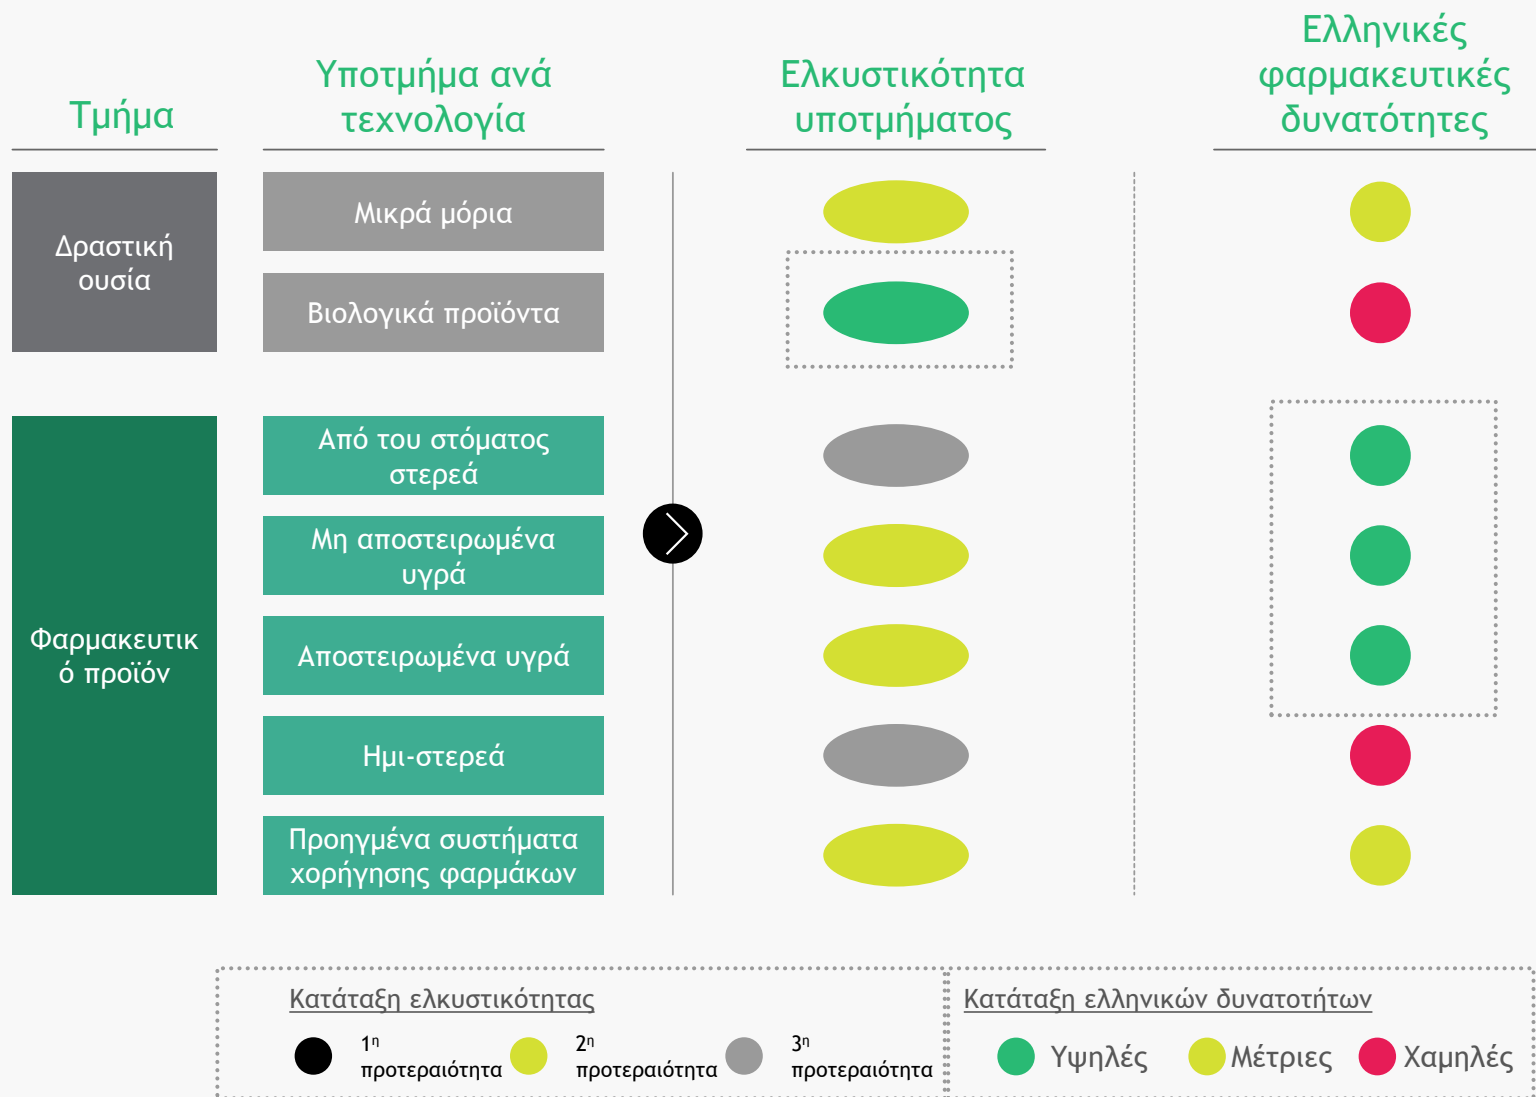 Τμήμα
Υποτμήμα ανά
τεχνολογία
Ελκυστικότητα
υποτμήματος
Ελληνικές
φαρμακευτικές
δυνατότητες
Δραστική
ουσία
Μικρά μόρια
Βιολογικά προϊόντα
Φαρμακευτικ
ό προϊόν
Από του στόματος
στερεά
Μη αποστειρωμένα
υγρά
Αποστειρωμένα υγρά
Ημι-στερεά
Προηγμένα συστήματα
χορήγησης φαρμάκων
Κατάταξη ελκυστικότητας
1η
προτεραιότητα
2η
προτεραιότητα
3η
προτεραιότητα
Κατάταξη ελληνικών δυνατοτήτων
Υψηλές
Μέτριες
Χαμηλές